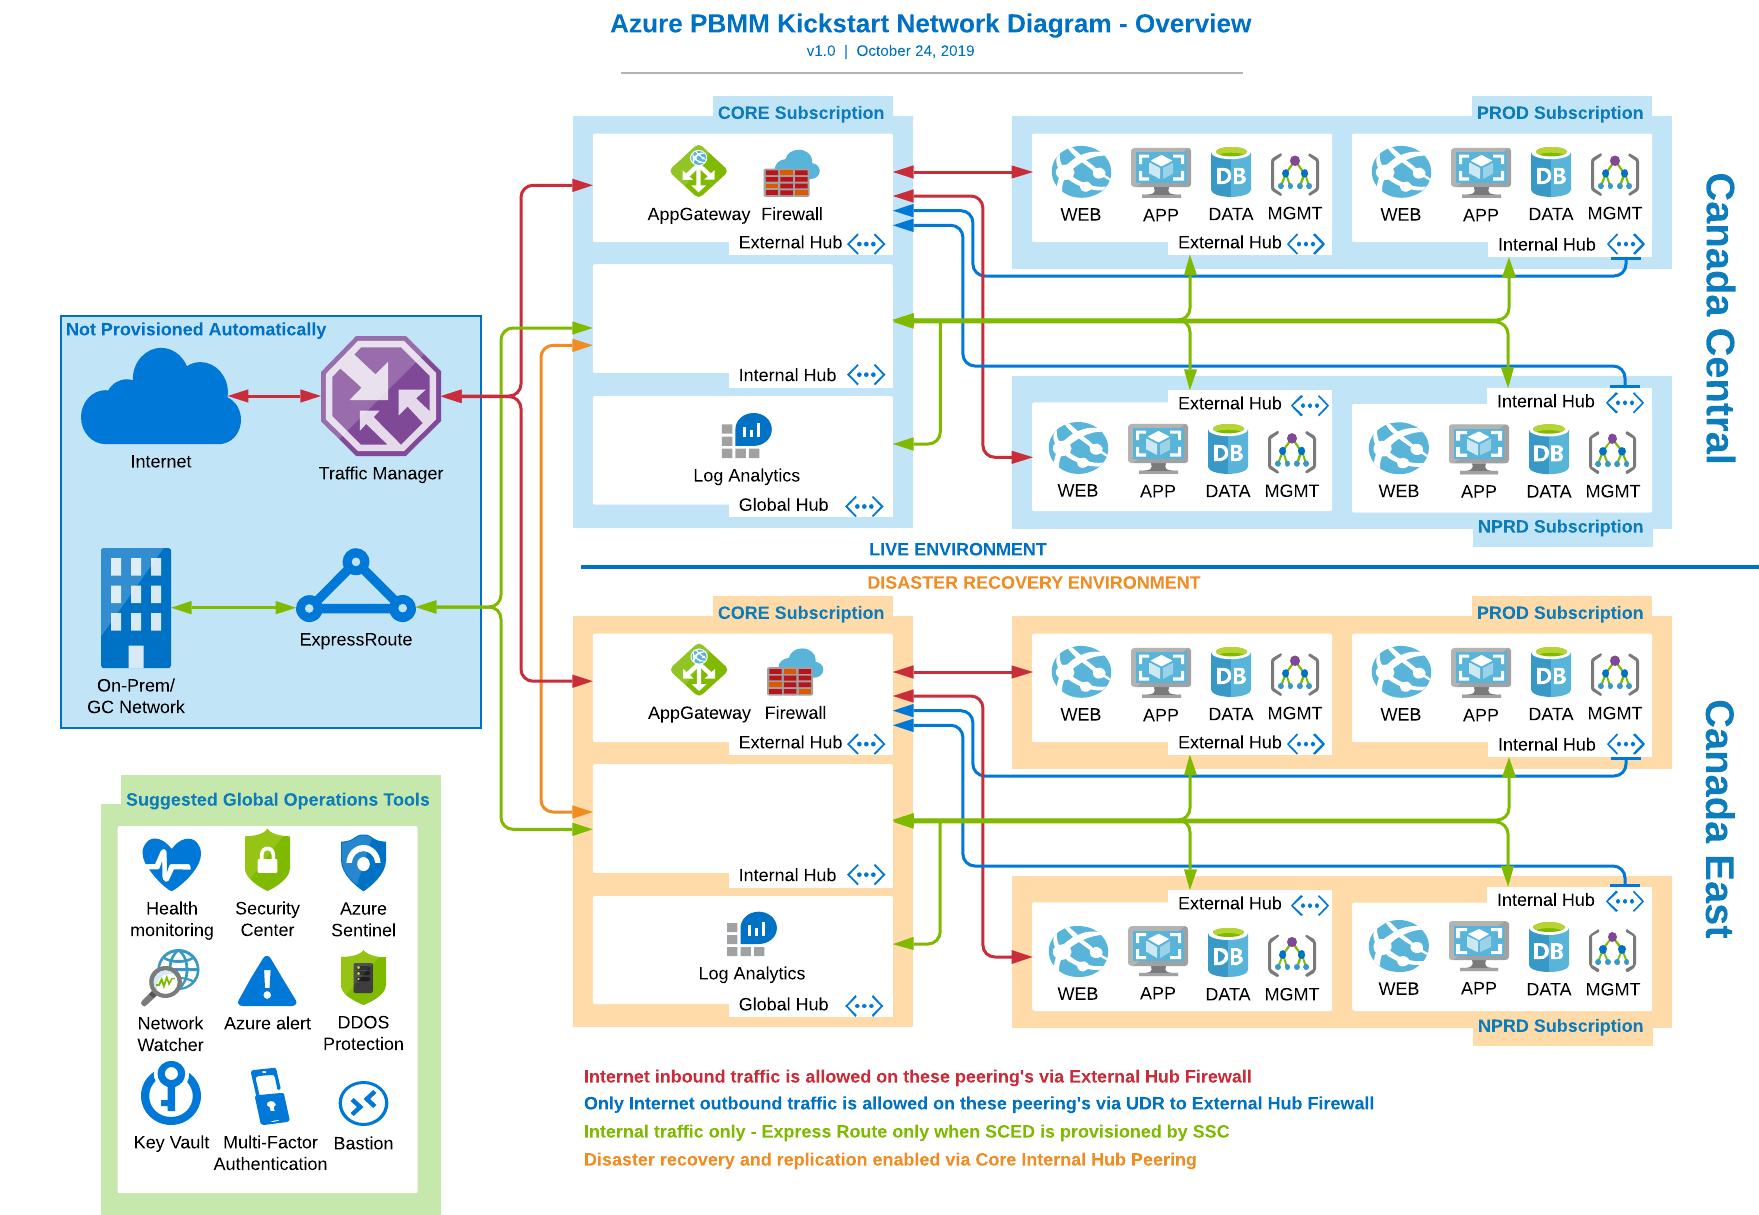 Azure PBMM Kickstart Network Diagram - Overview
v1.0 | October 24, 2019
CORE Subscription
AppGateway
Firewall
External Hub
Internal Hub
Log Analytics
Global Hub
PROD Subscription
WEB
APP
DB
DATA
MGMT
External Hub
WEB
APP
DB
DATA
MGMT
Internal Hub
External Hub
WEB
APP
DB
DATA
MGMT
Internal Hub
WEB
APP
DB
DATA
MGMT
NPRD Subscription
Canada Central
Not Provisioned Automatically
Internet
Traffic Manager
On-Prem/
GC Network
ExpressRoute
LIVE ENVIRONMENT
DISASTER RECOVERY ENVIRONMENT
CORE Subscription
AppGateway
Firewall
External Hub
Internal Hub
Log Analytics
Global Hub
PROD Subscription
WEB
APP
DB
DATA
MGMT
External Hub
WEB
APP
DB
DATA
MGMT
Internal Hub
External Hub
WEB
APP
DB
DATA
MGMT
Internal Hub
WEB
APP
DB
DATA
MGMT
NPRD Subscription
Canada East
Suggested Global Operations Tools
Health
monitoring
Security
Center
Azure
Sentinel
Network
Watcher
Azure alert
DDOS
Protection
Key Vault
Multi-Factor
Authentication
Bastion
Internet inbound traffic is allowed on these peering's via External Hub Firewall
Only Internet outbound traffic is allowed on these peering's via UDR to External Hub Firewall
Internal traffic only - Express Route only when SCED is provisioned by SSC
Disaster recovery and replication enabled via Core Internal Hub Peering